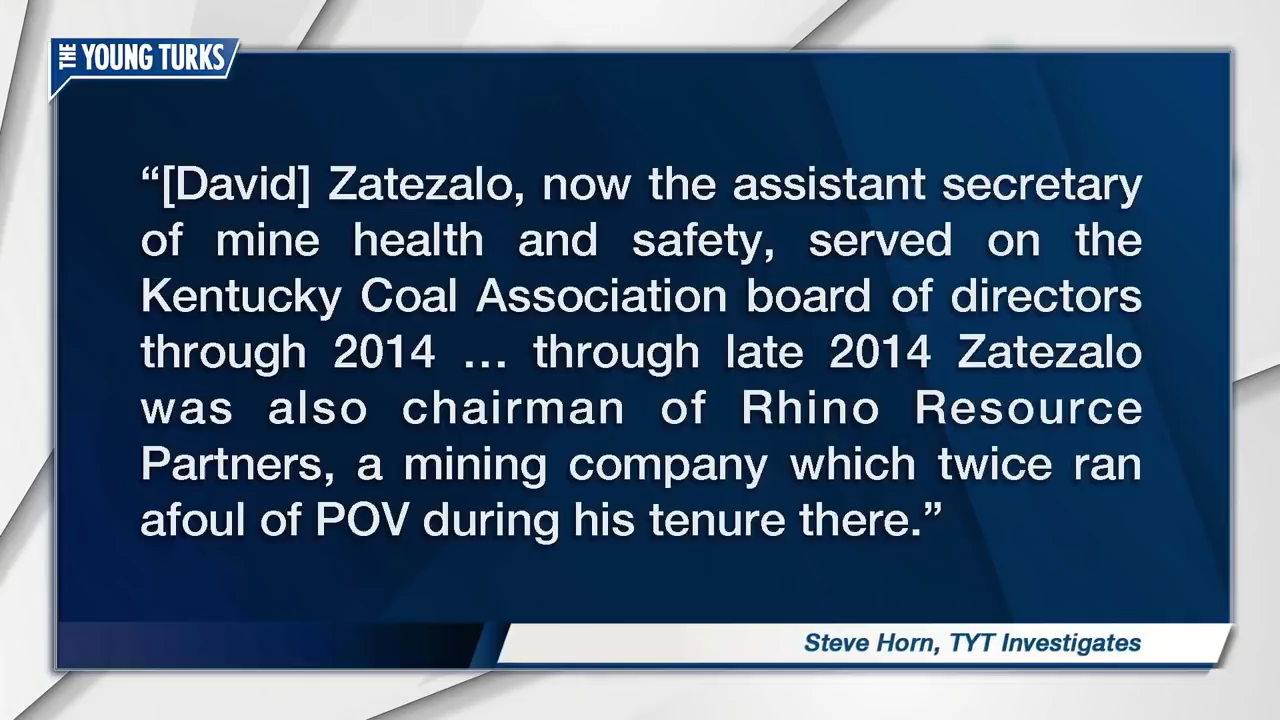 THE YOUNG TURKS
“[David] Zatezalo, now the assistant secretary
of mine health and safety, served on the
Kentucky Coal Association board of directors
through 2014 … through late 2014 Zatezalo
was also chairman of Rhino Resource
Partners, a mining company which twice ran
afoul of POV during his tenure there.”
Steve Horn, TYT Investigates